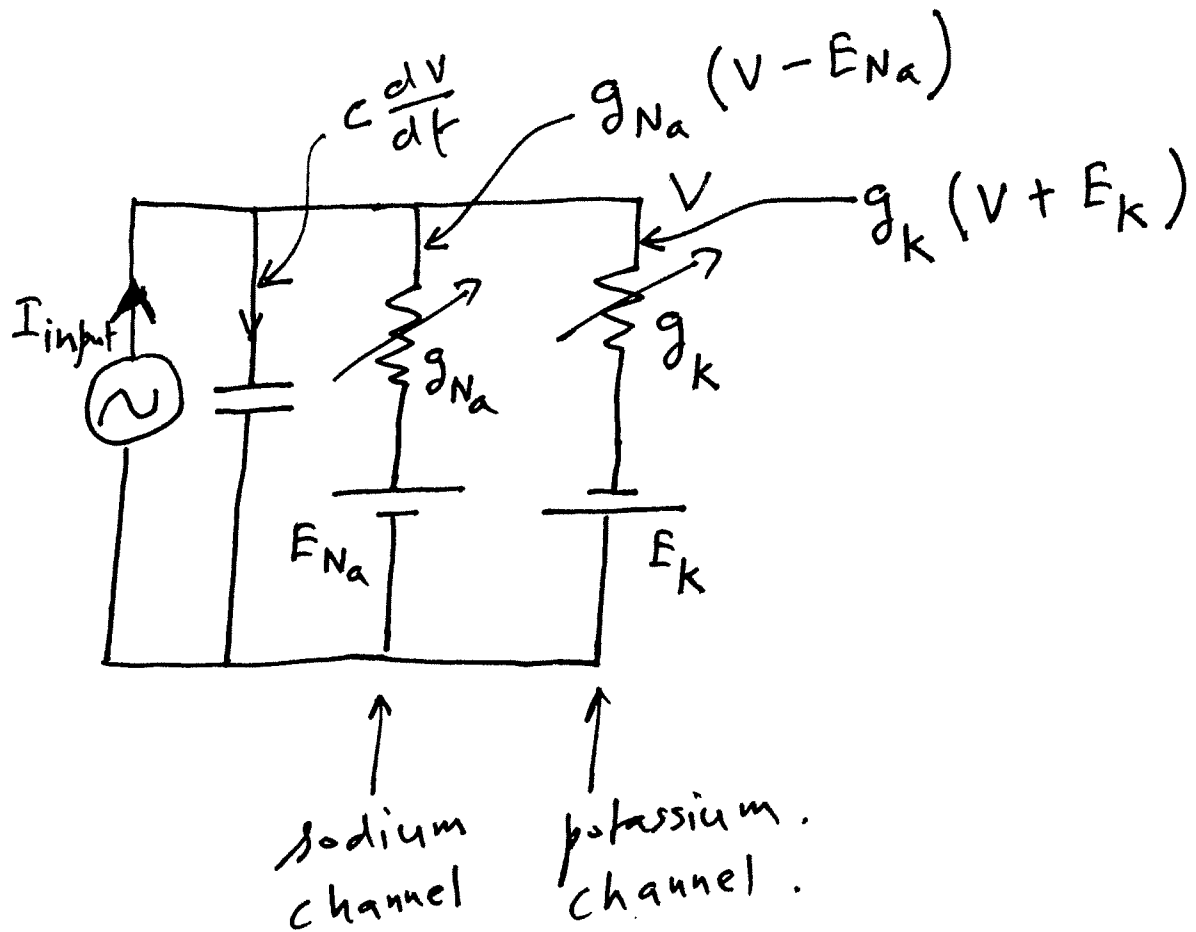 c dV/dt
g_Na (V - E_Na)
V
g_k (V + E_k)
I_input
g_Na
g_k
E_Na
E_k
sodium
channel
potassium.
channel.